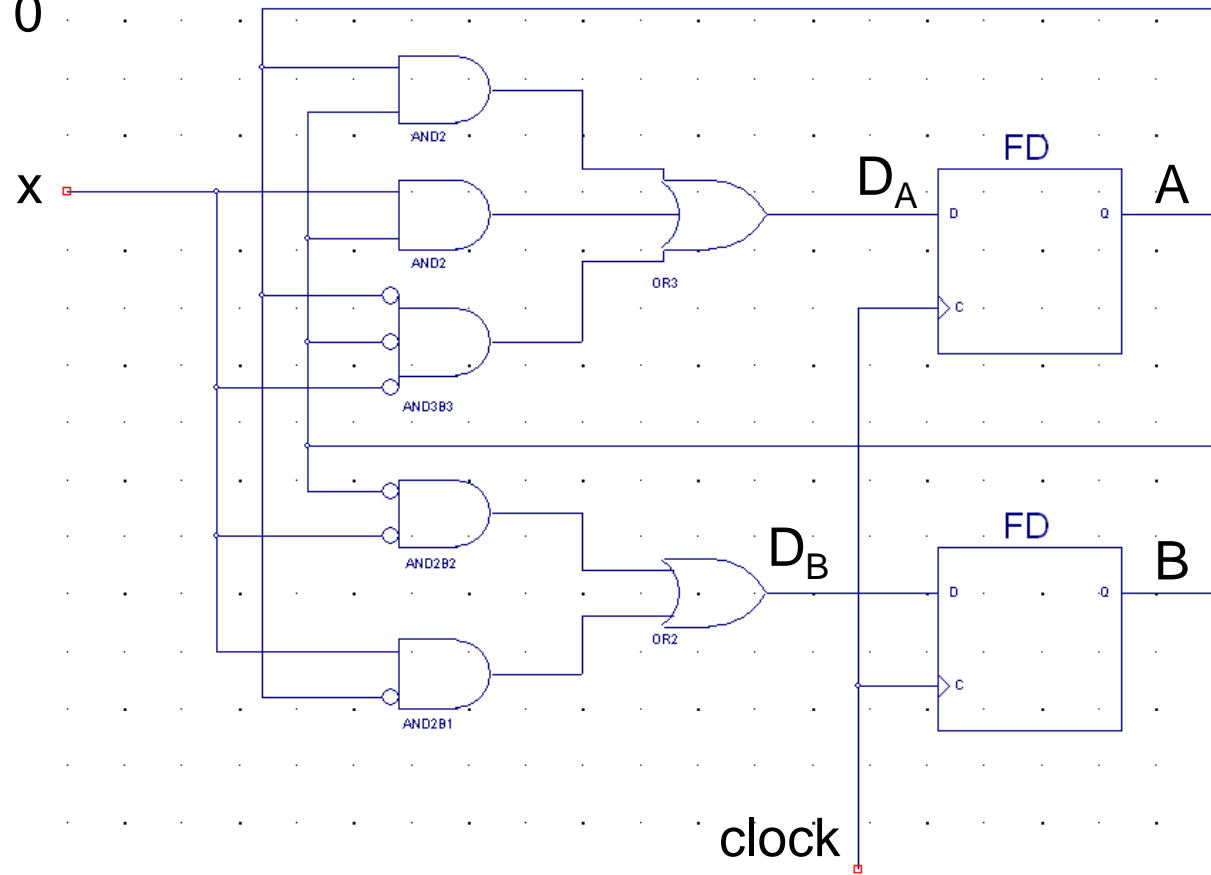 0
AND2
FD
x
D_A
A
D
Q
AND2
OR3
C
AND3B3
FD
D_B
B
AND2B2
D
Q
OR2
C
AND2B1
clock